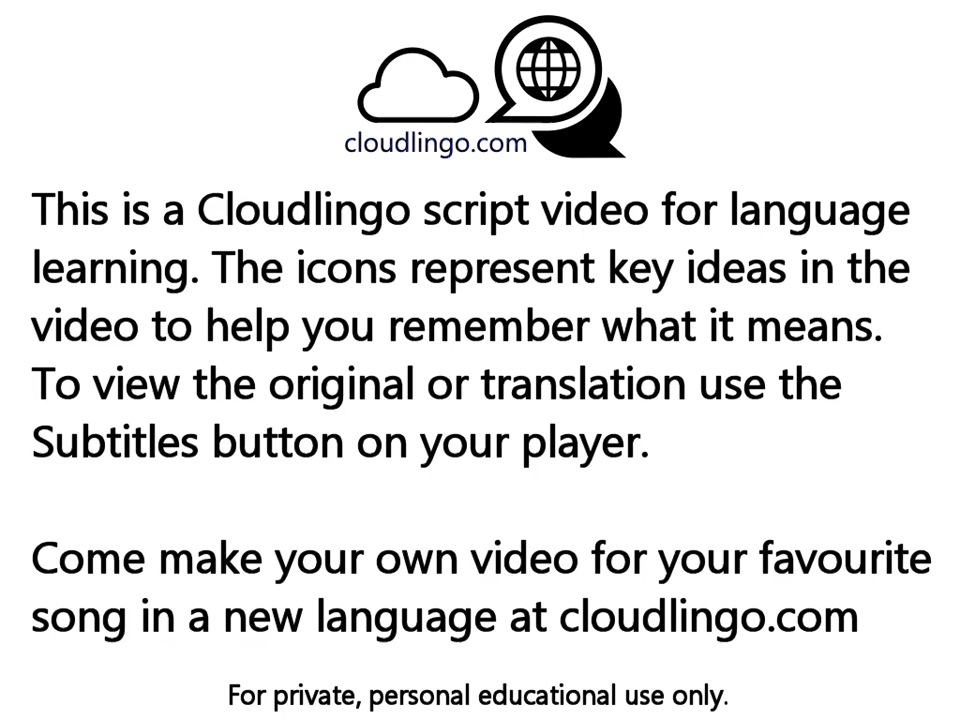 cloudlingo.com
This is a Cloudlingo script video for language
learning. The icons represent key ideas in the
video to help you remember what it means.
To view the original or translation use the
Subtitles button on your player.
Come make your own video for your favourite
song in a new language at cloudlingo.com
For private, personal educational use only.